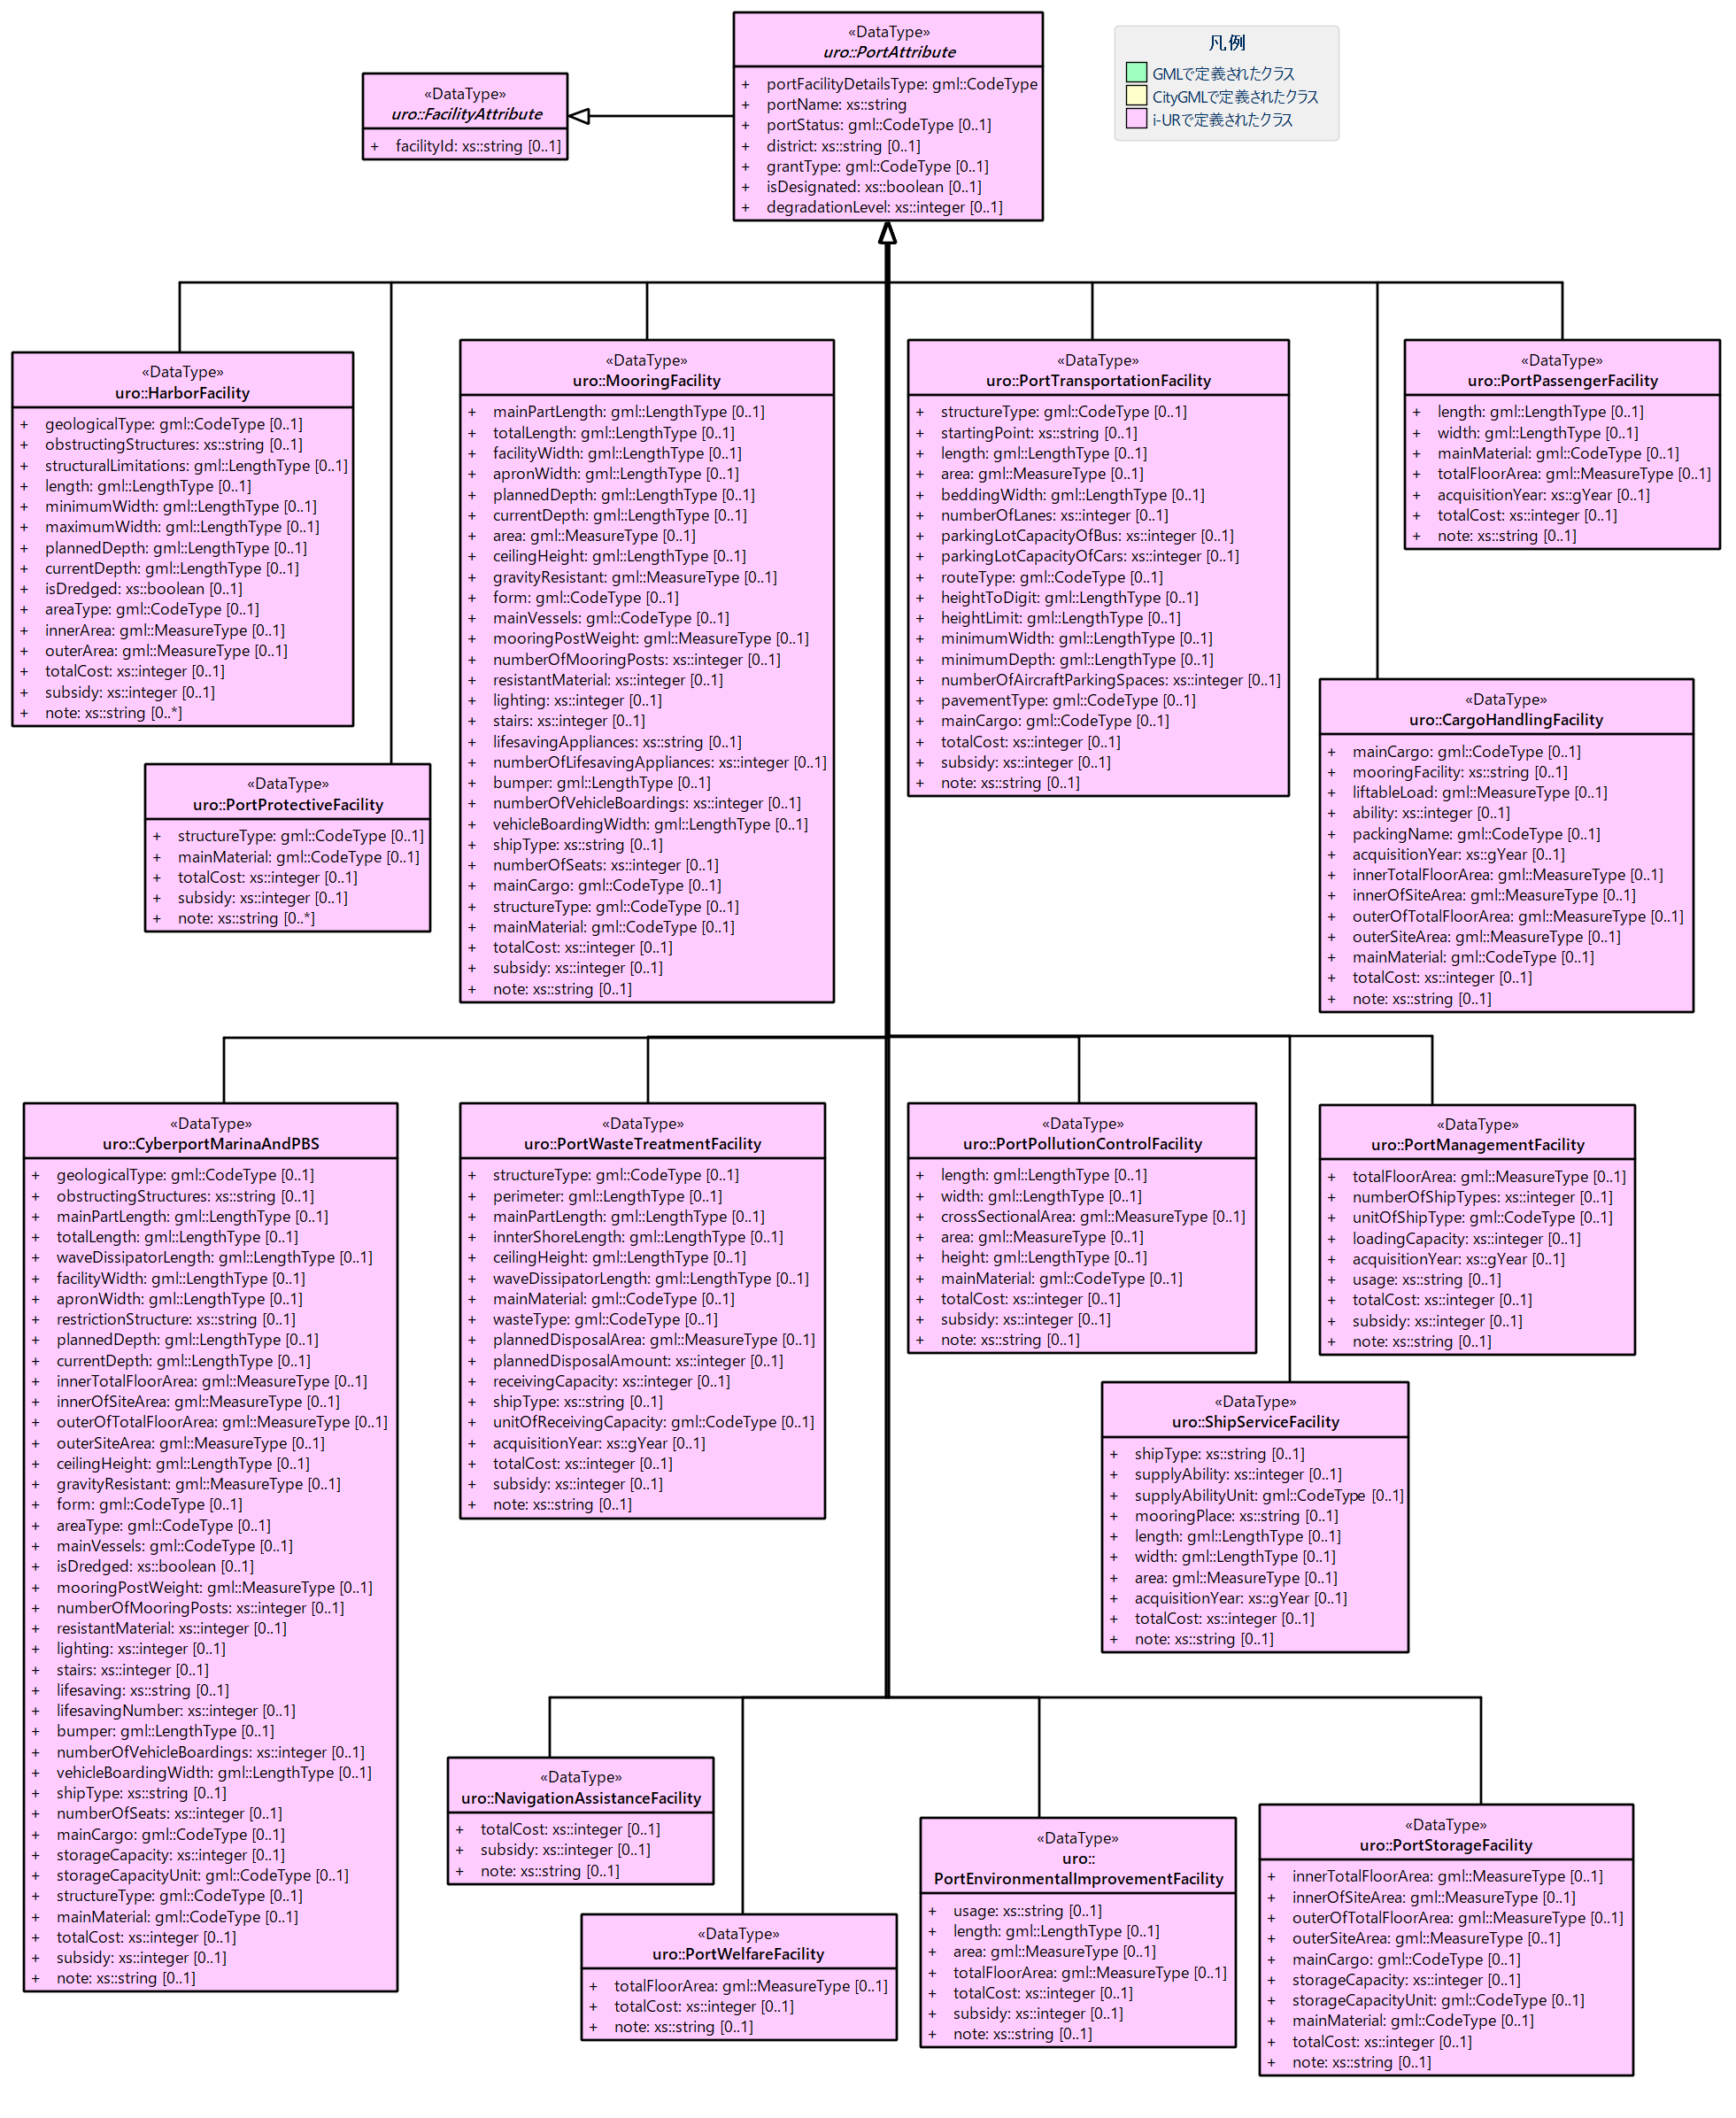 «DataType»
uro::PortAttribute
+ portFacilityDetailsType: gml::CodeType
+ portName: xs::string
+ portStatus: gml::CodeType [0..1]
+ district: xs::string [0..1]
+ grantType: gml::CodeType [0..1]
+ isDesignated: xs::boolean [0..1]
+ degradationLevel: xs::integer [0..1]
凡例
GMLで定義されたクラス
CityGMLで定義されたクラス
i-URで定義されたクラス
«DataType»
uro::FacilityAttribute
+ facilityId: xs::string [0..1]
«DataType»
uro::HarborFacility
+ geologicalType: gml::CodeType [0..1]
+ obstructingStructures: xs::string [0..1]
+ structuralLimitations: gml::LengthType [0..1]
+ length: gml::LengthType [0..1]
+ minimumWidth: gml::LengthType [0..1]
+ maximumWidth: gml::LengthType [0..1]
+ plannedDepth: gml::LengthType [0..1]
+ currentDepth: gml::LengthType [0..1]
+ isDredged: xs::boolean [0..1]
+ areaType: gml::CodeType [0..1]
+ innerArea: gml::MeasureType [0..1]
+ outerArea: gml::MeasureType [0..1]
+ totalCost: xs::integer [0..1]
+ subsidy: xs::integer [0..1]
+ note: xs::string [0..*]
«DataType»
uro::MooringFacility
+ mainPartLength: gml::LengthType [0..1]
+ totalLength: gml::LengthType [0..1]
+ facilityWidth: gml::LengthType [0..1]
+ apronWidth: gml::LengthType [0..1]
+ plannedDepth: gml::LengthType [0..1]
+ currentDepth: gml::LengthType [0..1]
+ area: gml::MeasureType [0..1]
+ ceilingHeight: gml::LengthType [0..1]
+ gravityResistant: gml::MeasureType [0..1]
+ form: gml::CodeType [0..1]
+ mainVessels: gml::CodeType [0..1]
+ mooringPostWeight: gml::MeasureType [0..1]
+ numberOfMooringPosts: xs::integer [0..1]
+ resistantMaterial: xs::integer [0..1]
+ lighting: xs::integer [0..1]
+ stairs: xs::integer [0..1]
+ lifesavingAppliances: xs::string [0..1]
+ numberOfLifesavingAppliances: xs::integer [0..1]
+ bumper: gml::LengthType [0..1]
+ numberOfVehicleBoardings: xs::integer [0..1]
+ vehicleBoardingWidth: gml::LengthType [0..1]
+ shipType: xs::string [0..1]
+ numberOfSeats: xs::integer [0..1]
+ mainCargo: gml::CodeType [0..1]
+ structureType: gml::CodeType [0..1]
+ mainMaterial: gml::CodeType [0..1]
+ totalCost: xs::integer [0..1]
+ subsidy: xs::integer [0..1]
+ note: xs::string [0..1]
«DataType»
uro::PortTransportationFacility
+ structureType: gml::CodeType [0..1]
+ startingPoint: xs::string [0..1]
+ length: gml::LengthType [0..1]
+ area: gml::MeasureType [0..1]
+ beddingWidth: gml::LengthType [0..1]
+ numberOfLanes: xs::integer [0..1]
+ parkingLotCapacityOfBus: xs::integer [0..1]
+ parkingLotCapacityOfCars: xs::integer [0..1]
+ routeType: gml::CodeType [0..1]
+ heightToDigit: gml::LengthType [0..1]
+ heightLimit: gml::LengthType [0..1]
+ minimumWidth: gml::LengthType [0..1]
+ minimumDepth: gml::LengthType [0..1]
+ numberOfAircraftParkingSpaces: xs::integer [0..1]
+ pavementType: gml::CodeType [0..1]
+ mainCargo: gml::CodeType [0..1]
+ totalCost: xs::integer [0..1]
+ subsidy: xs::integer [0..1]
+ note: xs::string [0..1]
«DataType»
uro::PortPassengerFacility
+ length: gml::LengthType [0..1]
+ width: gml::LengthType [0..1]
+ mainMaterial: gml::CodeType [0..1]
+ totalFloorArea: gml::MeasureType [0..1]
+ acquisitionYear: xs::gYear [0..1]
+ totalCost: xs::integer [0..1]
+ note: xs::string [0..1]
«DataType»
uro::CargoHandlingFacility
+ mainCargo: gml::CodeType [0..1]
+ mooringFacility: xs::string [0..1]
+ liftableLoad: gml::MeasureType [0..1]
+ ability: xs::integer [0..1]
+ packingName: gml::CodeType [0..1]
+ acquisitionYear: xs::gYear [0..1]
+ innerTotalFloorArea: gml::MeasureType [0..1]
+ innerOfSiteArea: gml::MeasureType [0..1]
+ outerOfTotalFloorArea: gml::MeasureType [0..1]
+ outerSiteArea: gml::MeasureType [0..1]
+ mainMaterial: gml::CodeType [0..1]
+ totalCost: xs::integer [0..1]
+ note: xs::string [0..1]
«DataType»
uro::PortProtectiveFacility
+ structureType: gml::CodeType [0..1]
+ mainMaterial: gml::CodeType [0..1]
+ totalCost: xs::integer [0..1]
+ subsidy: xs::integer [0..1]
+ note: xs::string [0..*]
«DataType»
uro::CyberportMarinaAndPBS
+ geologicalType: gml::CodeType [0..1]
+ obstructingStructures: xs::string [0..1]
+ mainPartLength: gml::LengthType [0..1]
+ totalLength: gml::LengthType [0..1]
+ waveDissipatorLength: gml::LengthType [0..1]
+ facilityWidth: gml::LengthType [0..1]
+ apronWidth: gml::LengthType [0..1]
+ restrictionStructure: xs::string [0..1]
+ plannedDepth: gml::LengthType [0..1]
+ currentDepth: gml::LengthType [0..1]
+ innerTotalFloorArea: gml::MeasureType [0..1]
+ innerOfSiteArea: gml::MeasureType [0..1]
+ outerOfTotalFloorArea: gml::MeasureType [0..1]
+ outerSiteArea: gml::MeasureType [0..1]
+ ceilingHeight: gml::LengthType [0..1]
+ gravityResistant: gml::MeasureType [0..1]
+ form: gml::CodeType [0..1]
+ areaType: gml::CodeType [0..1]
+ mainVessels: gml::CodeType [0..1]
+ isDredged: xs::boolean [0..1]
+ mooringPostWeight: gml::MeasureType [0..1]
+ numberOfMooringPosts: xs::integer [0..1]
+ resistantMaterial: xs::integer [0..1]
+ lighting: xs::integer [0..1]
+ stairs: xs::integer [0..1]
+ lifesaving: xs::string [0..1]
+ lifesavingNumber: xs::integer [0..1]
+ bumper: gml::LengthType [0..1]
+ numberOfVehicleBoardings: xs::integer [0..1]
+ vehicleBoardingWidth: gml::LengthType [0..1]
+ shipType: xs::string [0..1]
+ numberOfSeats: xs::integer [0..1]
+ mainCargo: gml::CodeType [0..1]
+ storageCapacity: xs::integer [0..1]
+ storageCapacityUnit: gml::CodeType [0..1]
+ structureType: gml::CodeType [0..1]
+ mainMaterial: gml::CodeType [0..1]
+ totalCost: xs::integer [0..1]
+ subsidy: xs::integer [0..1]
+ note: xs::string [0..1]
«DataType»
uro::PortWasteTreatmentFacility
+ structureType: gml::CodeType [0..1]
+ perimeter: gml::LengthType [0..1]
+ mainPartLength: gml::LengthType [0..1]
+ innterShoreLength: gml::LengthType [0..1]
+ ceilingHeight: gml::LengthType [0..1]
+ waveDissipatorLength: gml::LengthType [0..1]
+ mainMaterial: gml::CodeType [0..1]
+ wasteType: gml::CodeType [0..1]
+ plannedDisposalArea: gml::MeasureType [0..1]
+ plannedDisposalAmount: xs::integer [0..1]
+ receivingCapacity: xs::integer [0..1]
+ shipType: xs::string [0..1]
+ unitOfReceivingCapacity: gml::CodeType [0..1]
+ acquisitionYear: xs::gYear [0..1]
+ totalCost: xs::integer [0..1]
+ subsidy: xs::integer [0..1]
+ note: xs::string [0..1]
«DataType»
uro::PortPollutionControlFacility
+ length: gml::LengthType [0..1]
+ width: gml::LengthType [0..1]
+ crossSectionalArea: gml::MeasureType [0..1]
+ area: gml::MeasureType [0..1]
+ height: gml::LengthType [0..1]
+ mainMaterial: gml::CodeType [0..1]
+ totalCost: xs::integer [0..1]
+ subsidy: xs::integer [0..1]
+ note: xs::string [0..1]
«DataType»
uro::PortManagementFacility
+ totalFloorArea: gml::MeasureType [0..1]
+ numberOfShipTypes: xs::integer [0..1]
+ unitOfShipType: gml::CodeType [0..1]
+ loadingCapacity: xs::integer [0..1]
+ acquisitionYear: xs::gYear [0..1]
+ usage: xs::string [0..1]
+ totalCost: xs::integer [0..1]
+ subsidy: xs::integer [0..1]
+ note: xs::string [0..1]
«DataType»
uro::ShipServiceFacility
+ shipType: xs::string [0..1]
+ supplyAbility: xs::integer [0..1]
+ supplyAbilityUnit: gml::CodeType [0..1]
+ mooringPlace: xs::string [0..1]
+ length: gml::LengthType [0..1]
+ width: gml::LengthType [0..1]
+ area: gml::MeasureType [0..1]
+ acquisitionYear: xs::gYear [0..1]
+ totalCost: xs::integer [0..1]
+ note: xs::string [0..1]
«DataType»
uro::NavigationAssistanceFacility
+ totalCost: xs::integer [0..1]
+ subsidy: xs::integer [0..1]
+ note: xs::string [0..1]
«DataType»
uro::PortWelfareFacility
+ totalFloorArea: gml::MeasureType [0..1]
+ totalCost: xs::integer [0..1]
+ note: xs::string [0..1]
«DataType»
uro::
PortEnvironmentalImprovementFacility
+ usage: xs::string [0..1]
+ length: gml::LengthType [0..1]
+ area: gml::MeasureType [0..1]
+ totalFloorArea: gml::MeasureType [0..1]
+ totalCost: xs::integer [0..1]
+ subsidy: xs::integer [0..1]
+ note: xs::string [0..1]
«DataType»
uro::PortStorageFacility
+ innerTotalFloorArea: gml::MeasureType [0..1]
+ innerOfSiteArea: gml::MeasureType [0..1]
+ outerOfTotalFloorArea: gml::MeasureType [0..1]
+ outerSiteArea: gml::MeasureType [0..1]
+ mainCargo: gml::CodeType [0..1]
+ storageCapacity: xs::integer [0..1]
+ storageCapacityUnit: gml::CodeType [0..1]
+ mainMaterial: gml::CodeType [0..1]
+ totalCost: xs::integer [0..1]
+ note: xs::string [0..1]